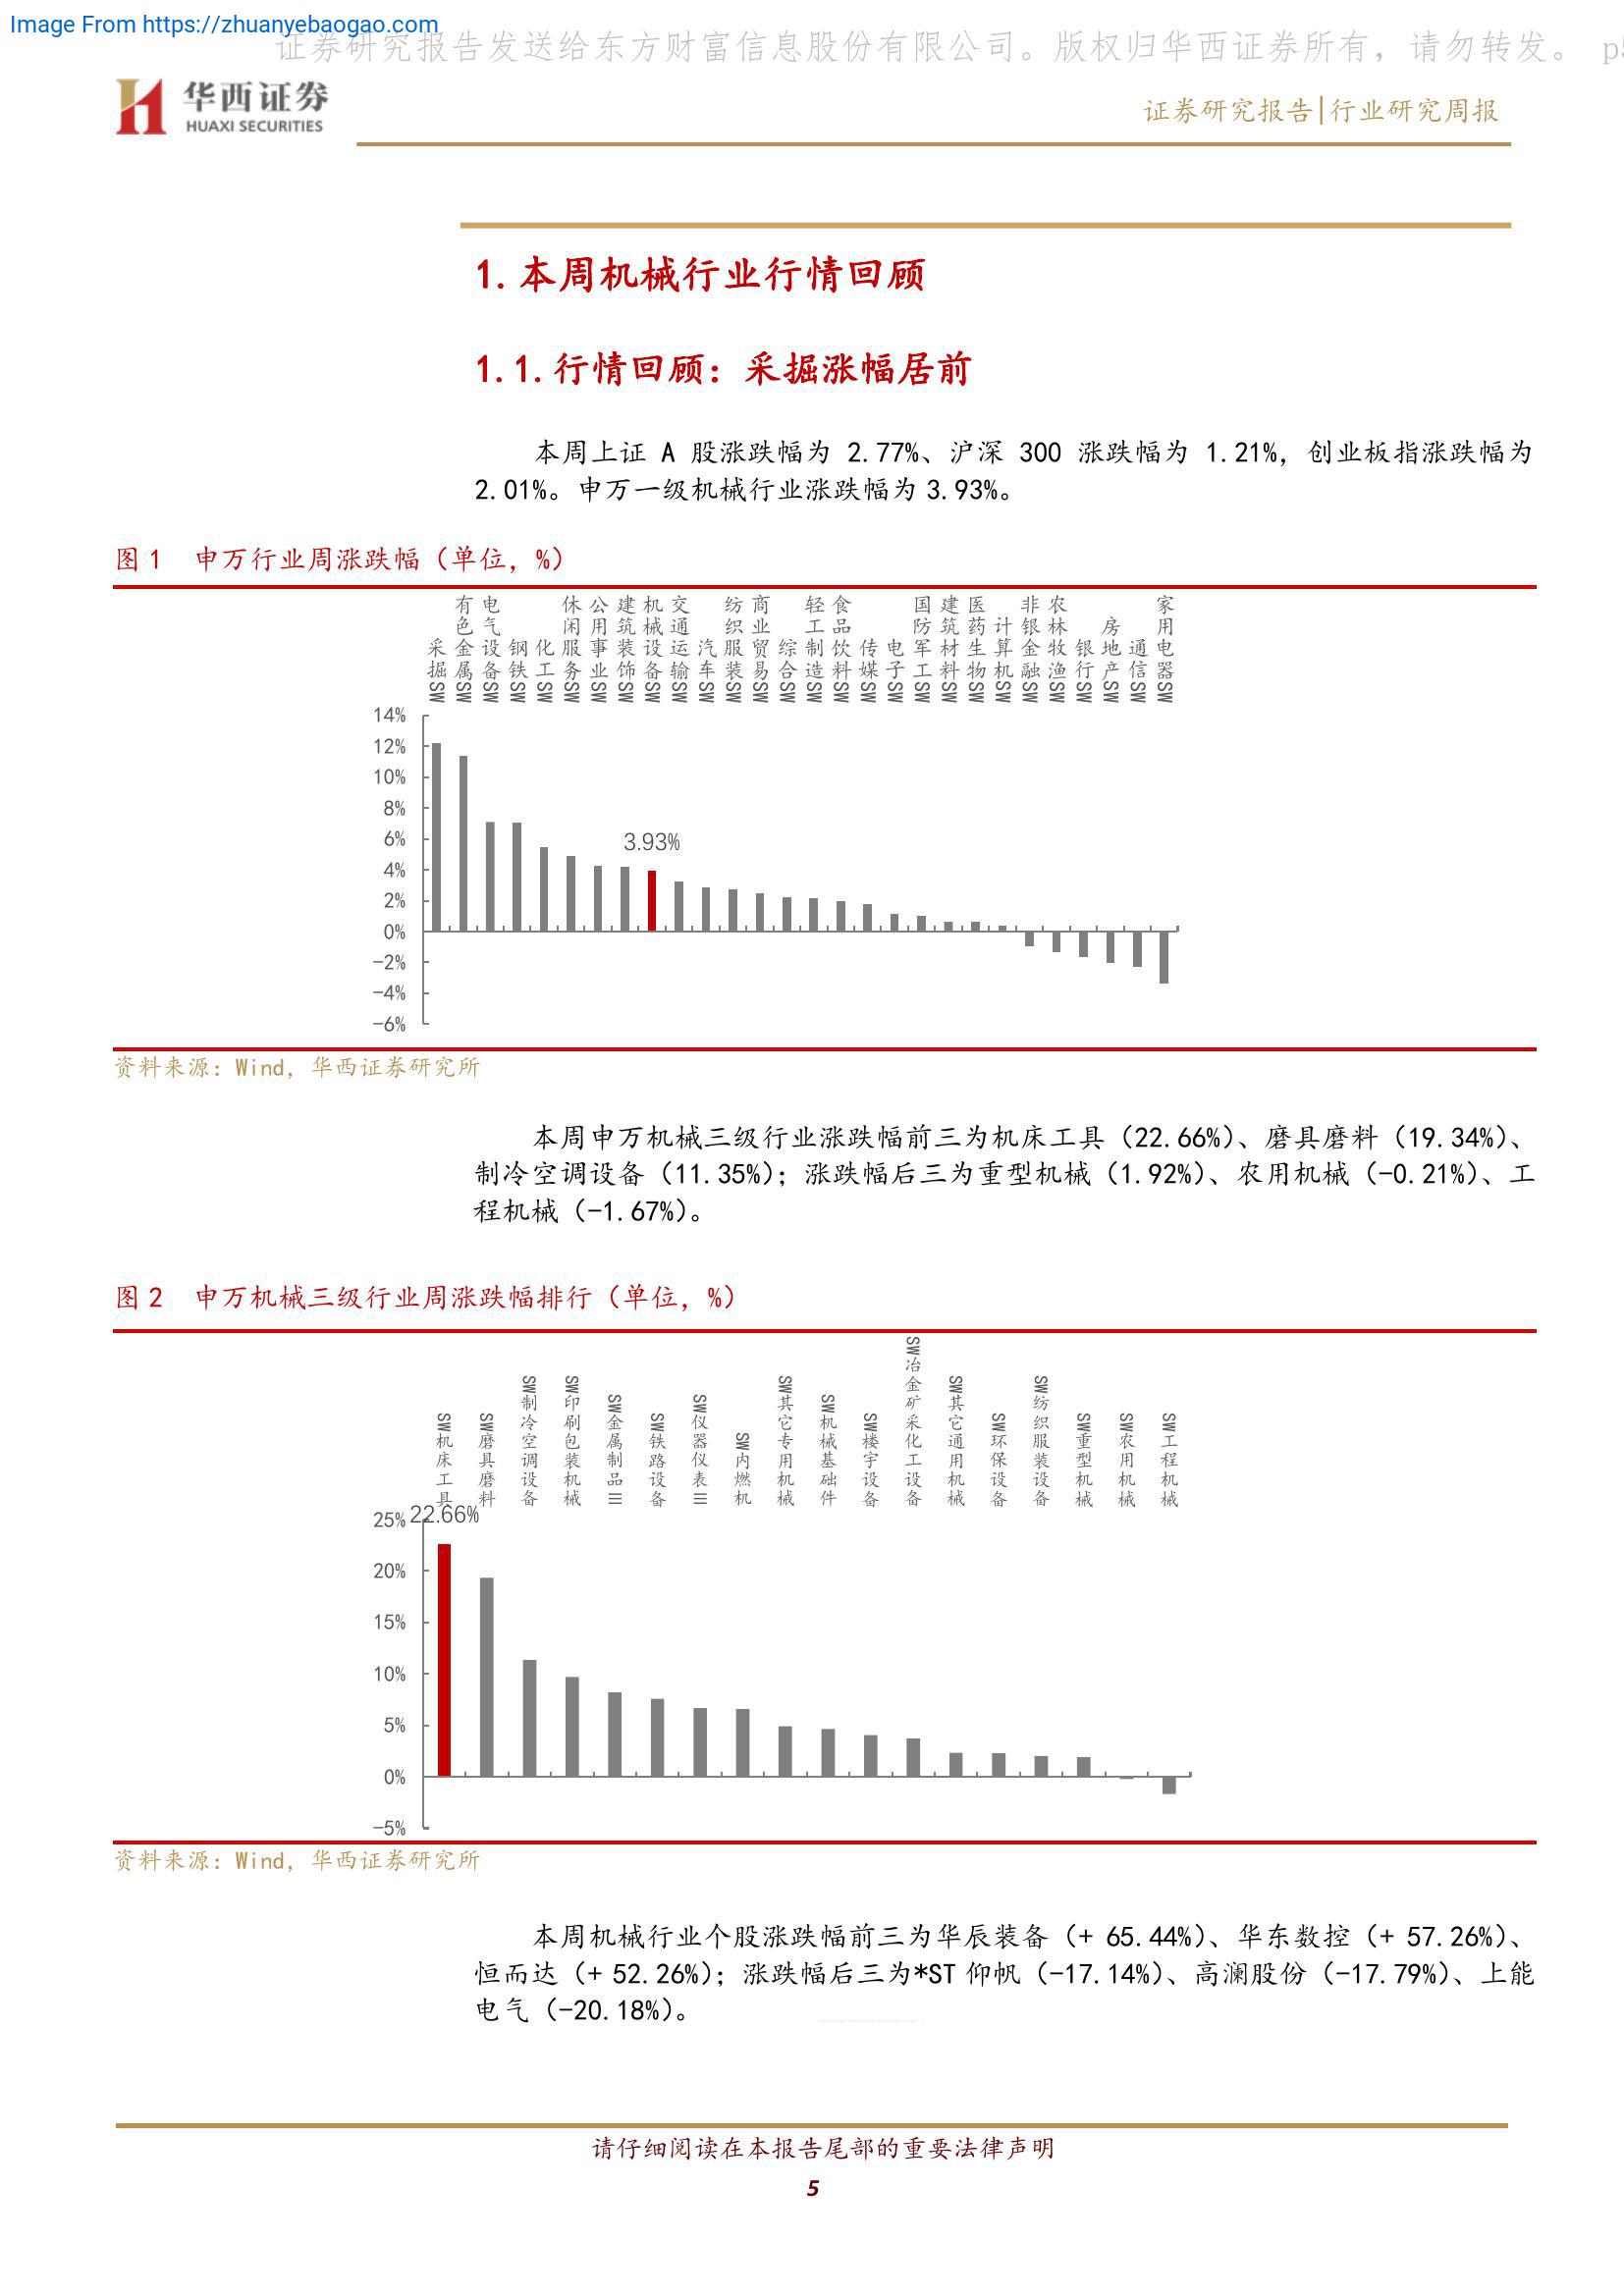 Image From https://zhuanyebaogao.com
证券研究报告发送给东方财富信息股份有限公司。版权归华西证券所有，请勿转发。 p5
华西证券
HUAXI SECURITIES
证券研究报告|行业研究周报
1.本周机械行业行情回顾
1.1.行情回顾：采掘涨幅居前
本周上证 A 股涨跌幅为 2.77%、沪深 300 涨跌幅为 1.21%，创业板指涨跌幅为
2.01%。申万一级机械行业涨跌幅为 3.93%。
图 1 申万行业周涨跌幅（单位，%）
采掘SW
有色金属SW
电气设备SW
钢铁SW
化工SW
休闲服务SW
公用事业SW
建筑装饰SW
机械设备SW
交通运输SW
汽车SW
纺织服装SW
商业贸易SW
综合SW
轻工制造SW
食品饮料SW
传媒SW
电子SW
国防军工SW
建筑材料SW
医药生物SW
计算机SW
非银金融SW
农林牧渔SW
银行SW
房地产SW
通信SW
家用电器SW
14%
12%
10%
8%
6%
4%
2%
0%
-2%
-4%
-6%
3.93%
资料来源：Wind，华西证券研究所
本周申万机械三级行业涨跌幅前三为机床工具（22.66%）、磨具磨料（19.34%）、
制冷空调设备（11.35%）；涨跌幅后三为重型机械（1.92%）、农用机械（-0.21%）、工
程机械（-1.67%）。
图 2 申万机械三级行业周涨跌幅排行（单位，%）
SW机床工具
SW磨具磨料
SW制冷空调设备
SW印刷包装机械
SW金属制品Ⅲ
SW铁路设备
SW仪器仪表Ⅲ
SW内燃机
SW其它专用机械
SW机械基础件
SW楼宇设备
SW冶金矿采化工设备
SW其它通用机械
SW环保设备
SW纺织服装设备
SW重型机械
SW农用机械
SW工程机械
22.66%
25%
20%
15%
10%
5%
0%
-5%
资料来源：Wind，华西证券研究所
本周机械行业个股涨跌幅前三为华辰装备（+ 65.44%）、华东数控（+ 57.26%）、
恒而达（+ 52.26%）；涨跌幅后三为*ST 仰帆（-17.14%）、高澜股份（-17.79%）、上能
电气（-20.18%）。
请仔细阅读在本报告尾部的重要法律声明
5